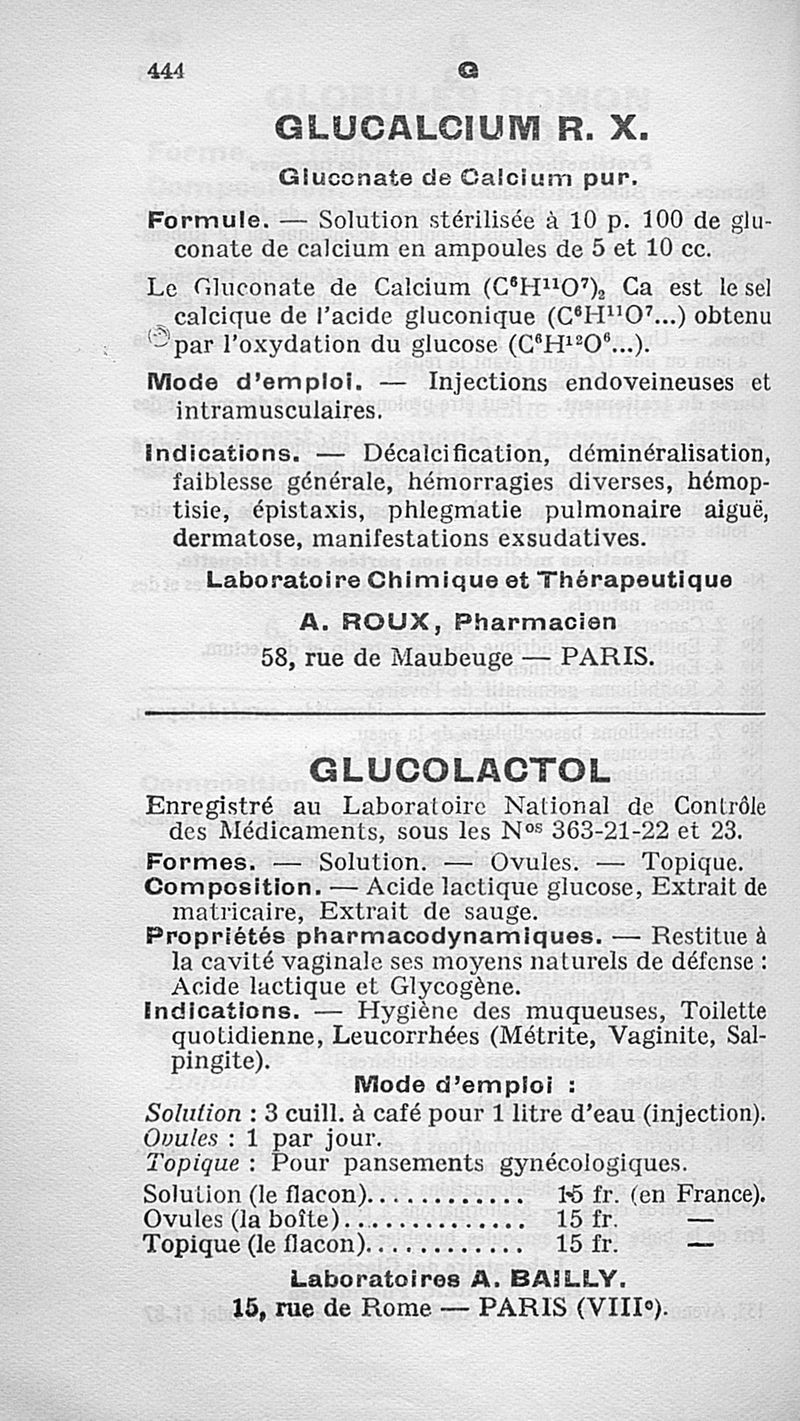 444 G
GLUCALCIUM R. X.
Gluconate de Calcium pur.
Formule. — Solution stérilisée à 10 p. 100 de glu-
conate de calcium en ampoules de 5 et 10 cc.
Le Gluconate de Calcium (C⁶H¹¹O⁷)₂ Ca est le sel
calcique de l'acide gluconique (C⁶H¹¹O⁷...) obtenu
par l'oxydation du glucose (C⁶H¹²O⁶...).
Mode d'emploi. — Injections endoveineuses et
intramusculaires.
Indications. — Décalcification, déminéralisation,
faiblesse générale, hémorragies diverses, hémop-
tisie, épistaxis, phlegmatie pulmonaire aiguë,
dermatose, manifestations exsudatives.
Laboratoire Chimique et Thérapeutique
A. ROUX, Pharmacien
58, rue de Maubeuge — PARIS.
GLUCOLACTOL
Enregistré au Laboratoire National de Contrôle
des Médicaments, sous les Nᵒˢ 363-21-22 et 23.
Formes. — Solution. — Ovules. — Topique.
Composition. — Acide lactique glucose, Extrait de
matricaire, Extrait de sauge.
Propriétés pharmacodynamiques. — Restitue à
la cavité vaginale ses moyens naturels de défense :
Acide lactique et Glycogène.
Indications. — Hygiène des muqueuses, Toilette
quotidienne, Leucorrhées (Métrite, Vaginite, Sal-
pingite).
Mode d'emploi :
Solution : 3 cuill. à café pour 1 litre d'eau (injection).
Ovules : 1 par jour.
Topique : Pour pansements gynécologiques.
Solution (le flacon)............ 15 fr. (en France).
Ovules (la boîte).............. 15 fr. —
Topique (le flacon)............ 15 fr. —
Laboratoires A. BAILLY.
15, rue de Rome — PARIS (VIIIᵉ).